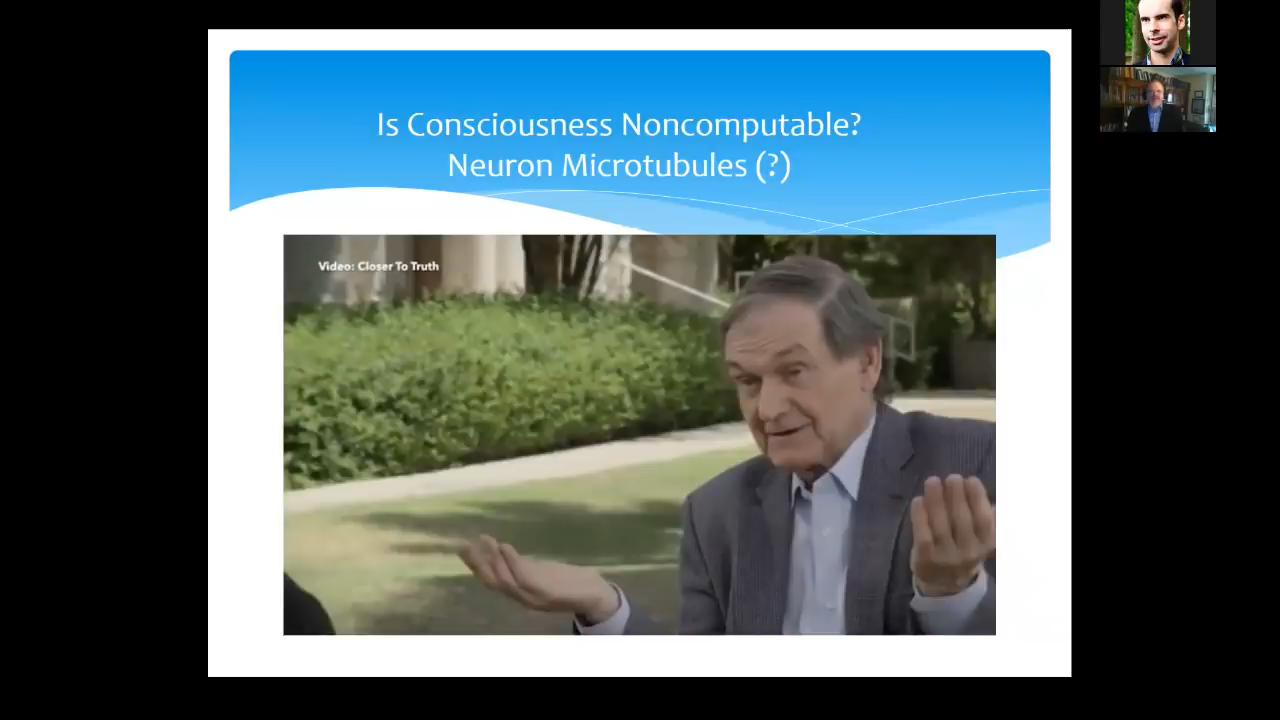 Is Consciousness Noncomputable?
Neuron Microtubules (?)
Video: Closer To Truth